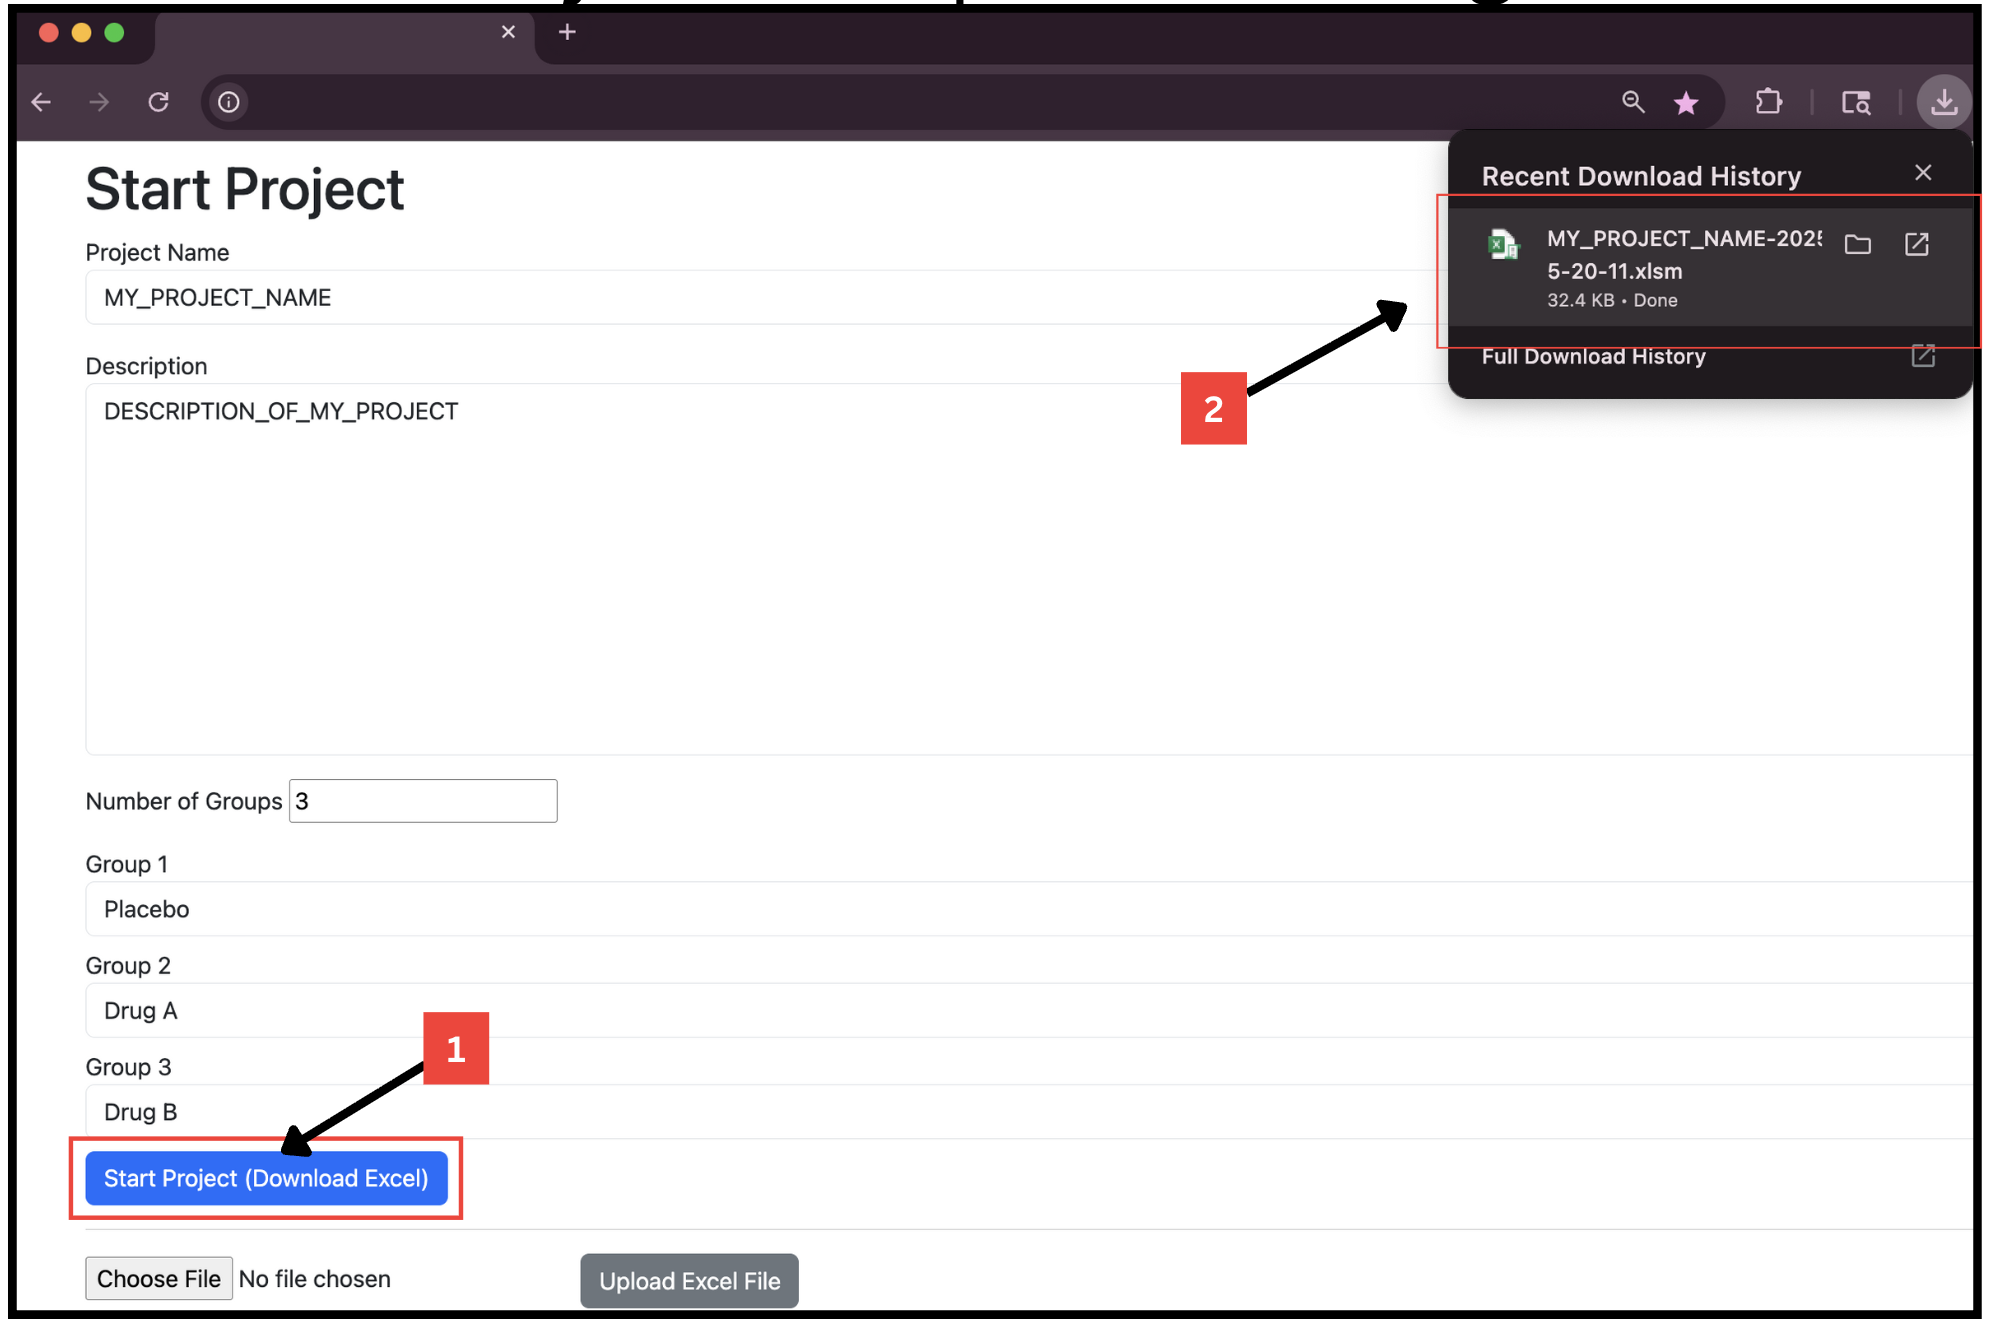 Start Project
Recent Download History
Project Name
MY_PROJECT_NAME
MY_PROJECT_NAME-2025
5-20-11.xlsm
32.4 KB • Done
Full Download History
Description
DESCRIPTION_OF_MY_PROJECT
2
Number of Groups 3
Group 1
Placebo
Group 2
Drug A
1
Group 3
Drug B
Start Project (Download Excel)
Choose File No file chosen
Upload Excel File